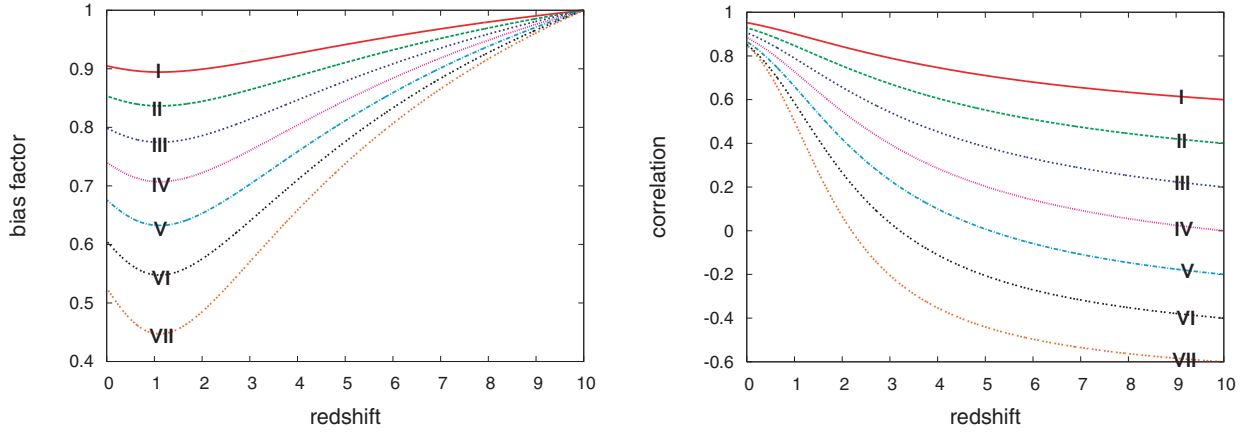 1
0.9
0.8
0.7
0.6
0.5
0.4
bias factor
I
II
III
IV
V
VI
VII
0 1 2 3 4 5 6 7 8 9 10
redshift
1
0.8
0.6
0.4
0.2
0
-0.2
-0.4
-0.6
correlation
I
II
III
IV
V
VI
VII
0 1 2 3 4 5 6 7 8 9 10
redshift